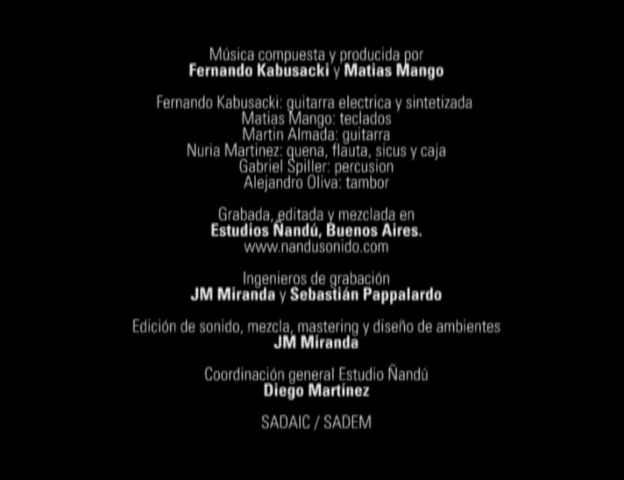 Música compuesta y producida por
Fernando Kabusacki y Matias Mango
Fernando Kabusacki: guitarra electrica y sintetizada
Matias Mango: teclados
Martin Almada: guitarra
Nuria Martinez: quena, flauta, sicus y caja
Gabriel Spiller: percusion
Alejandro Oliva: tambor
Grabada, editada y mezclada en
Estudios Ñandú, Buenos Aires.
www.nandusonido.com
Ingenieros de grabación
JM Miranda y Sebastián Pappalardo
Edición de sonido, mezcla, mastering y diseño de ambientes
JM Miranda
Coordinación general Estudio Ñandú
Diego Martínez
SADAIC / SADEM